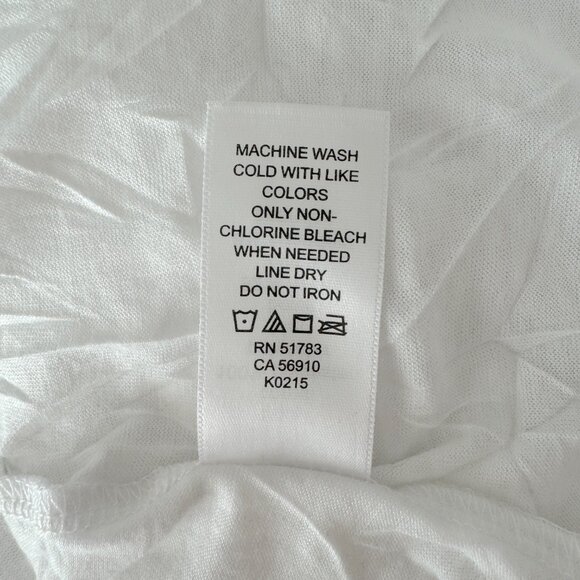 MACHINE WASH
COLD WITH LIKE
COLORS
ONLY NON-
CHLORINE BLEACH
WHEN NEEDED
LINE DRY
DO NOT IRON
RN 51783
CA 56910
K0215